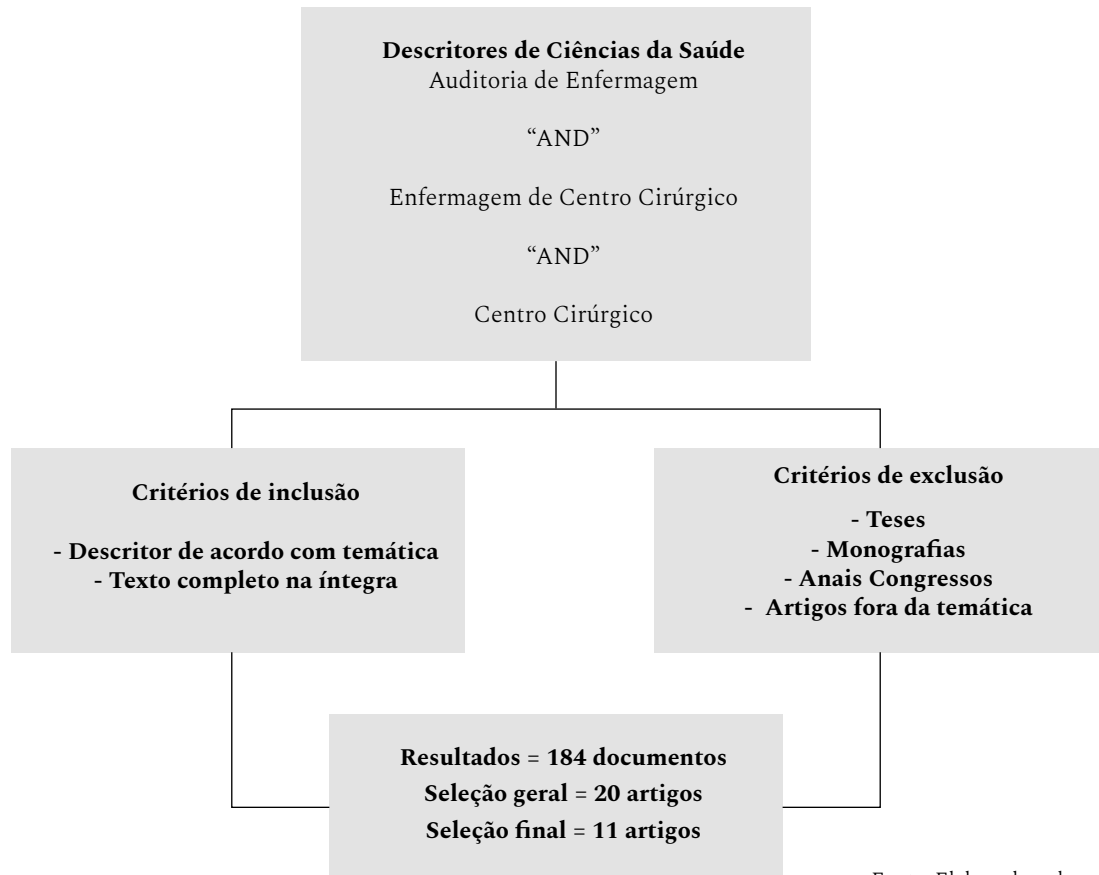 Descritores de Ciências da Saúde
Auditoria de Enfermagem
“AND”
Enfermagem de Centro Cirúrgico
“AND”
Centro Cirúrgico
Critérios de inclusão
- Descritor de acordo com temática
- Texto completo na íntegra
Critérios de exclusão
- Teses
- Monografias
- Anais Congressos
- Artigos fora da temática
Resultados = 184 documentos
Seleção geral = 20 artigos
Seleção final = 11 artigos